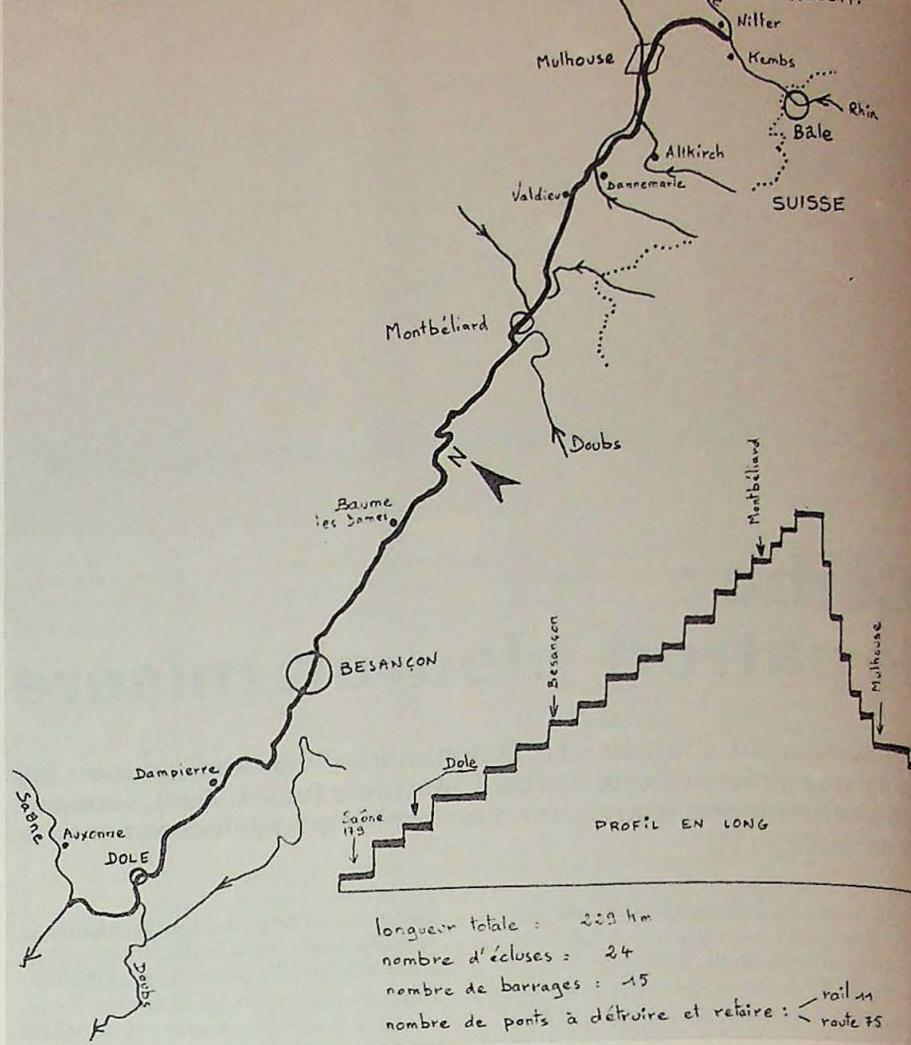 Niffer
Mulhouse
Kembs
Rhin
Bâle
Altkirch
Dannemarie
Valdieu
SUISSE
Montbéliard
Doubs
N
Montbéliard
Baume
les Dames
Besançon
Mulhouse
BESANÇON
Dole
Dampierre
Saône
Saône
179
Auxonne
PROFIL EN LONG
DOLE
Doubs
longueur totale : 229 km
nombre d'écluses : 24
nombre de barrages : 15
nombre de ponts à détruire et refaire : rail 11
route 75